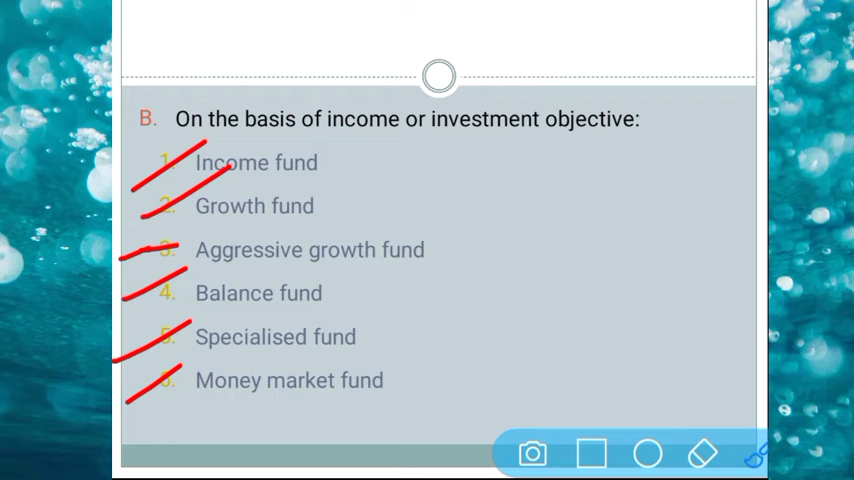 B. On the basis of income or investment objective:
1. Income fund
2. Growth fund
3. Aggressive growth fund
4. Balance fund
5. Specialised fund
6. Money market fund